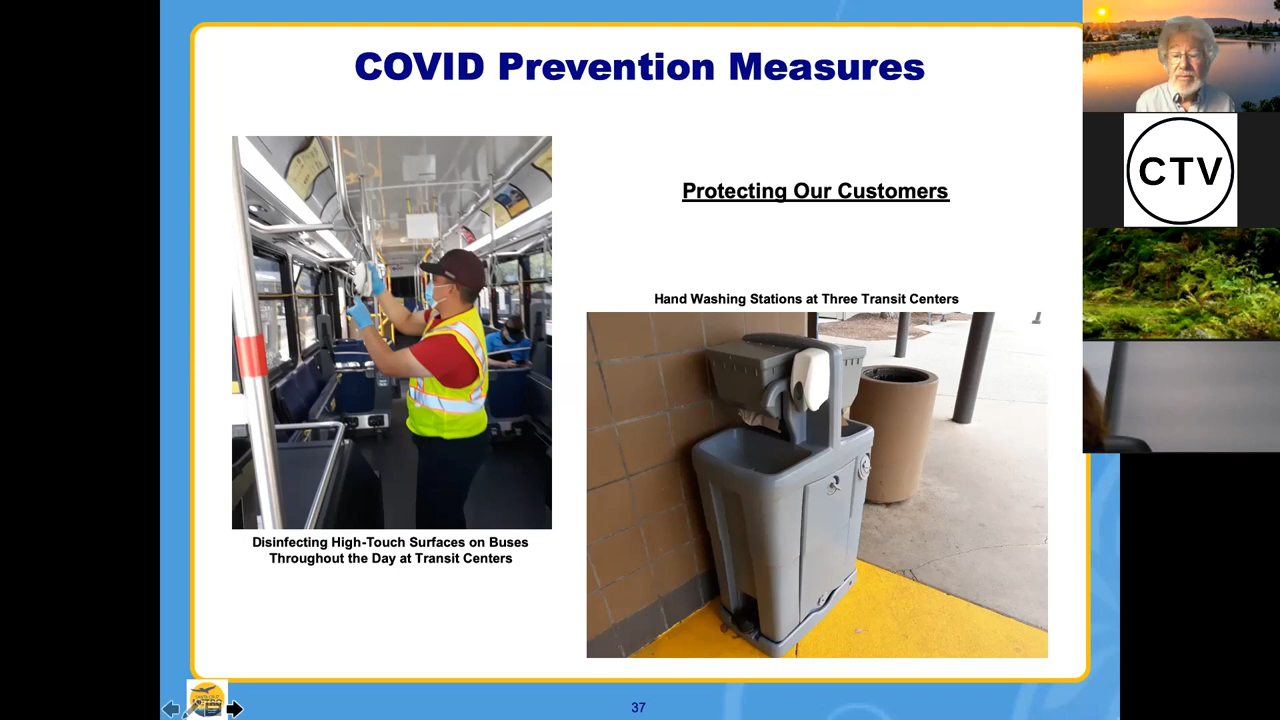 COVID Prevention Measures
Protecting Our Customers
Hand Washing Stations at Three Transit Centers
Disinfecting High-Touch Surfaces on Buses
Throughout the Day at Transit Centers
37
CTV